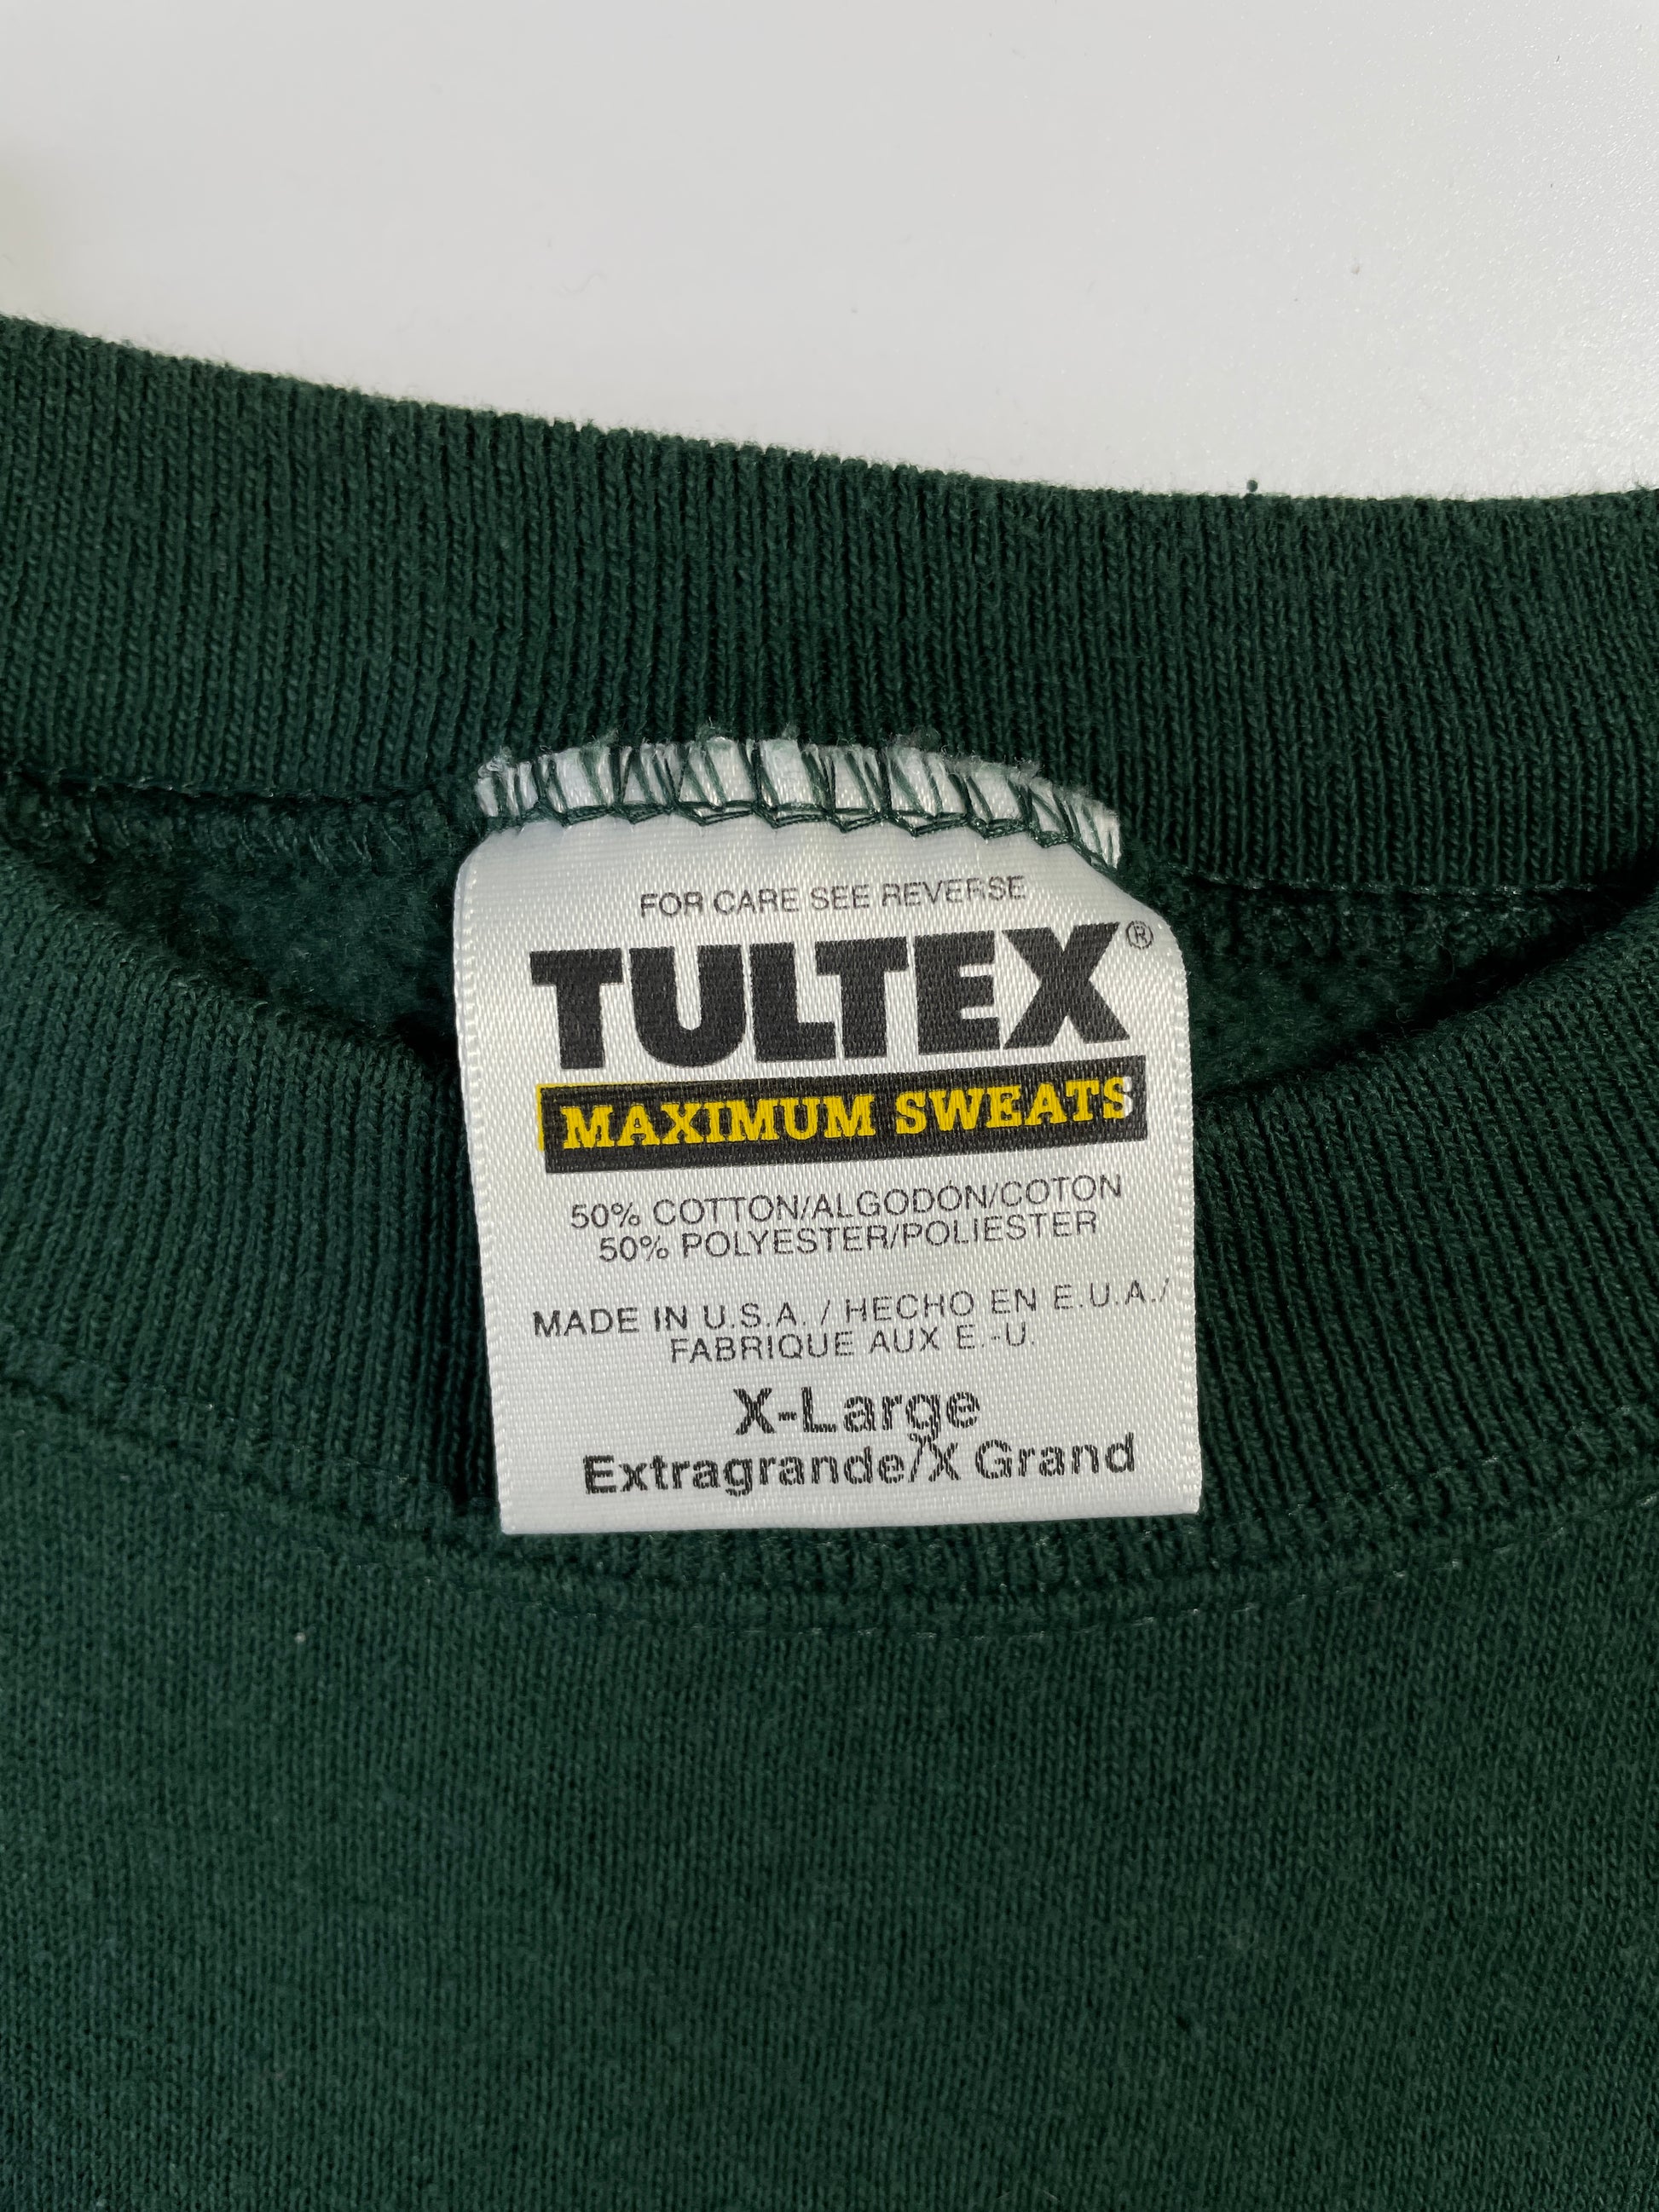 FOR CARE SEE REVERSE
TULTEX®
MAXIMUM SWEATS
50% COTTON/ALGODÓN/COTON
50% POLYESTER/POLIESTER
MADE IN U.S.A. / HECHO EN E.U.A./
FABRIQUE AUX E.-U.
X-Large
Extragrande/X Grand